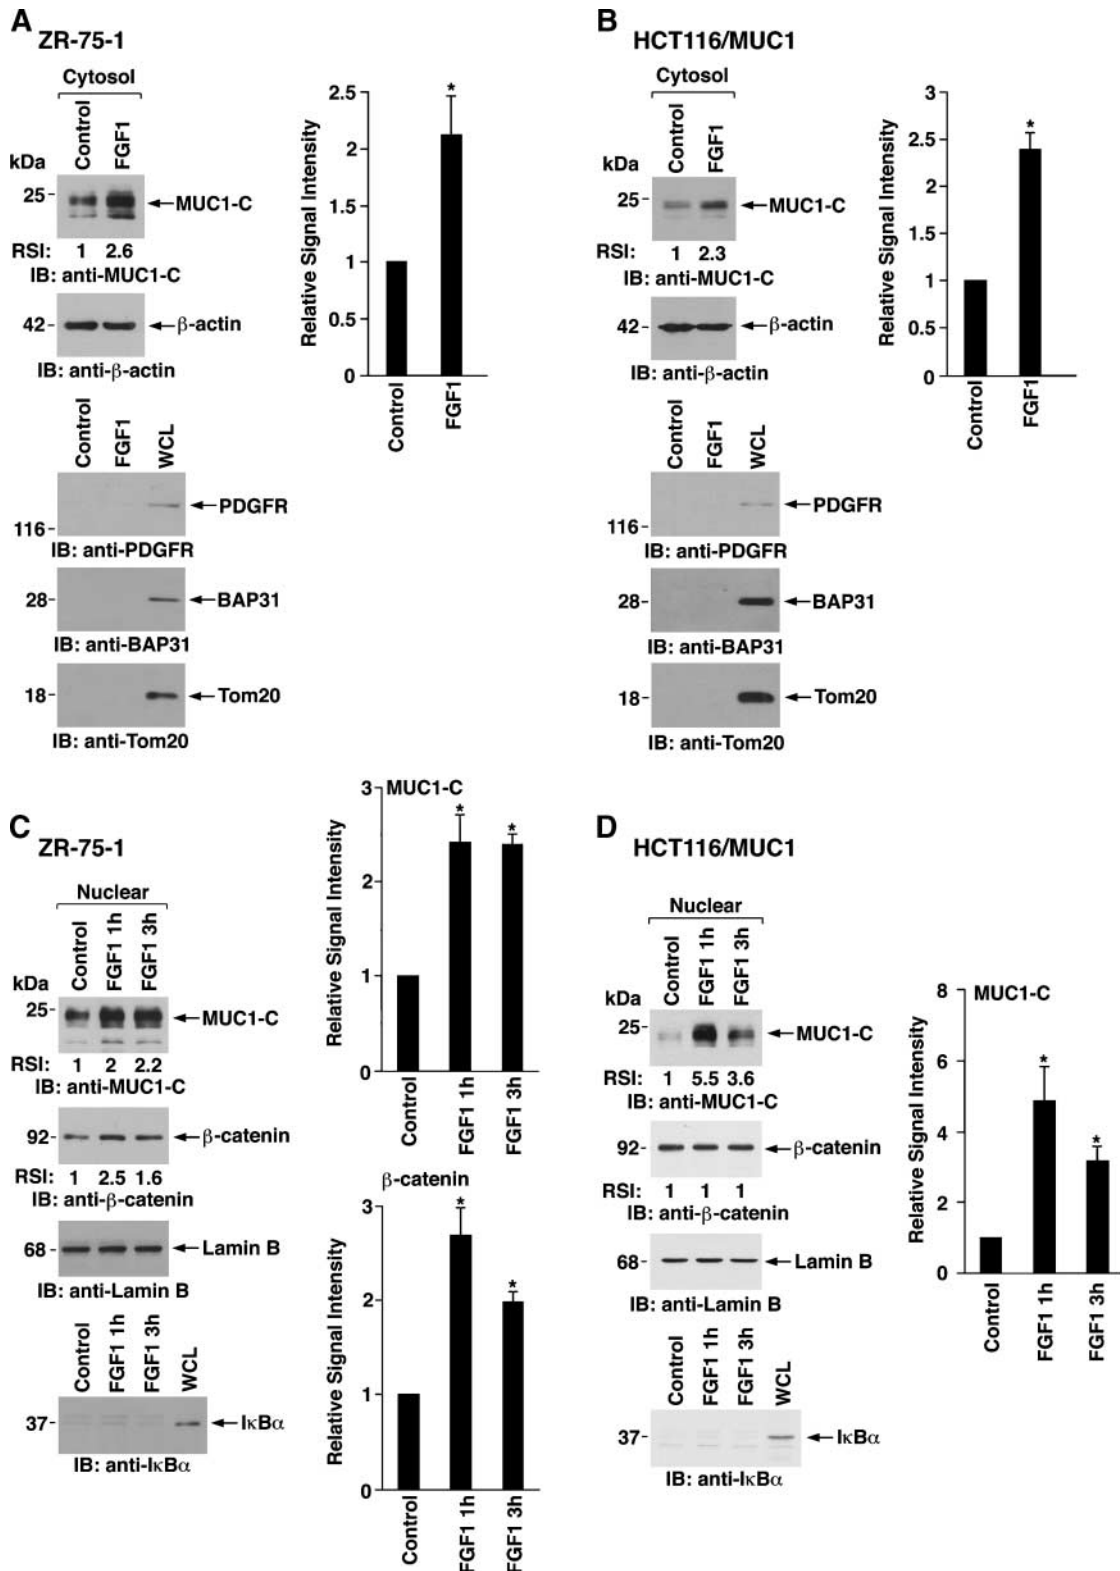 A
ZR-75-1
Cytosol
Control
FGF1
kDa
25
MUC1-C
RSI: 1 2.6
IB: anti-MUC1-C
42
β-actin
IB: anti-β-actin
Relative Signal Intensity
2.5
2
1.5
1
0.5
0
*
Control
FGF1
Control
FGF1
WCL
PDGFR
116
IB: anti-PDGFR
28
BAP31
IB: anti-BAP31
18
Tom20
IB: anti-Tom20
B
HCT116/MUC1
Cytosol
Control
FGF1
kDa
25
MUC1-C
RSI: 1 2.3
IB: anti-MUC1-C
42
β-actin
IB: anti-β-actin
Relative Signal Intensity
3
2.5
2
1.5
1
0.5
0
*
Control
FGF1
Control
FGF1
WCL
PDGFR
116
IB: anti-PDGFR
28
BAP31
IB: anti-BAP31
18
Tom20
IB: anti-Tom20
C
ZR-75-1
Nuclear
Control
FGF1 1h
FGF1 3h
kDa
25
MUC1-C
RSI: 1 2 2.2
IB: anti-MUC1-C
92
β-catenin
RSI: 1 2.5 1.6
IB: anti-β-catenin
68
Lamin B
IB: anti-Lamin B
Control
FGF1 1h
FGF1 3h
WCL
37
IκBα
IB: anti-IκBα
MUC1-C
Relative Signal Intensity
3
2
1
0
*
*
Control
FGF1 1h
FGF1 3h
β-catenin
Relative Signal Intensity
3
2
1
0
*
*
Control
FGF1 1h
FGF1 3h
D
HCT116/MUC1
Nuclear
Control
FGF1 1h
FGF1 3h
kDa
25
MUC1-C
RSI: 1 5.5 3.6
IB: anti-MUC1-C
92
β-catenin
RSI: 1 1 1
IB: anti-β-catenin
68
Lamin B
IB: anti-Lamin B
Control
FGF1 1h
FGF1 3h
WCL
37
IκBα
IB: anti-IκBα
MUC1-C
Relative Signal Intensity
8
6
4
2
0
*
*
Control
FGF1 1h
FGF1 3h